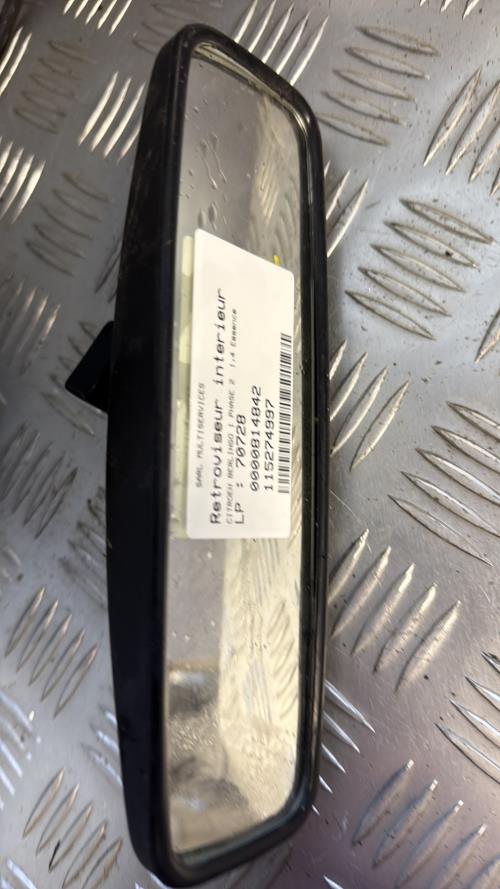 SARL MULTISERVICES
Retroviseur interieur
CITROEN BERLINGO 1 PHASE 2 1.4 Essence
LP : 70728
0000814842
115274997